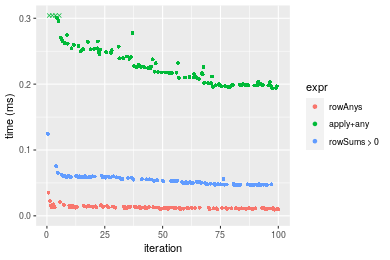 0.3
0.2
0.1
0.0
time (ms)
0
25
50
75
100
iteration
expr
rowAnys
apply+any
rowSums > 0